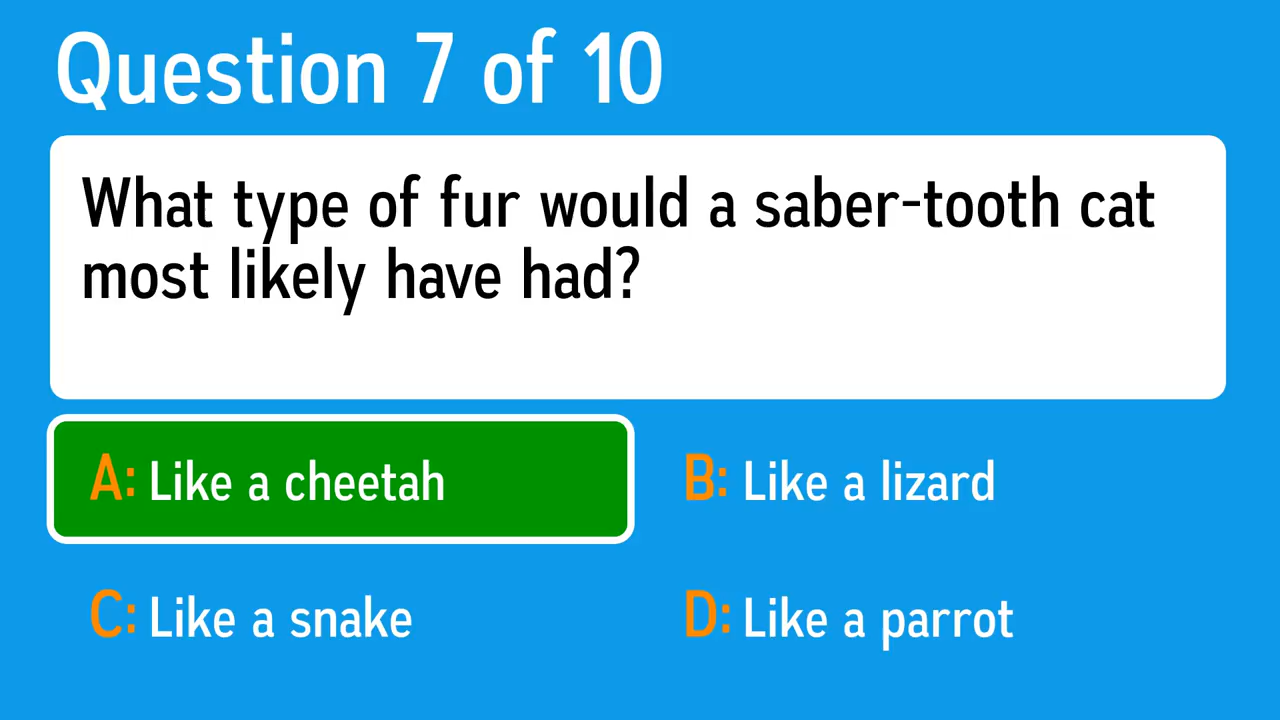 Question 7 of 10
What type of fur would a saber-tooth cat
most likely have had?
A: Like a cheetah
B: Like a lizard
C: Like a snake
D: Like a parrot